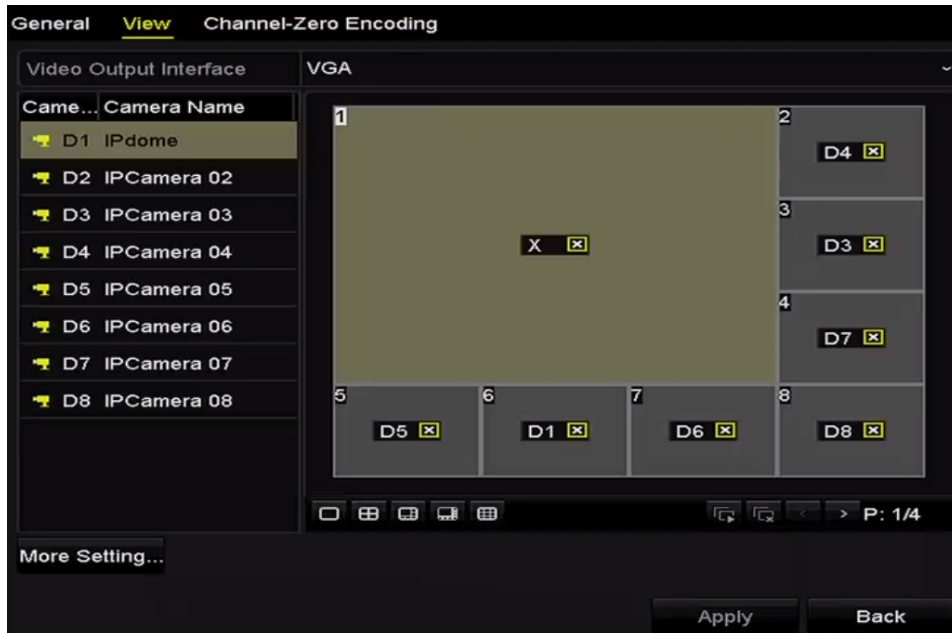 General View Channel-Zero Encoding
Video Output Interface VGA
Came... Camera Name
D1 IPdome
D2 IPCamera 02
D3 IPCamera 03
D4 IPCamera 04
D5 IPCamera 05
D6 IPCamera 06
D7 IPCamera 07
D8 IPCamera 08
1
X
2
D4
3
D3
4
D7
5
D5
6
D1
7
D6
8
D8
P: 1/4
More Setting...
Apply Back